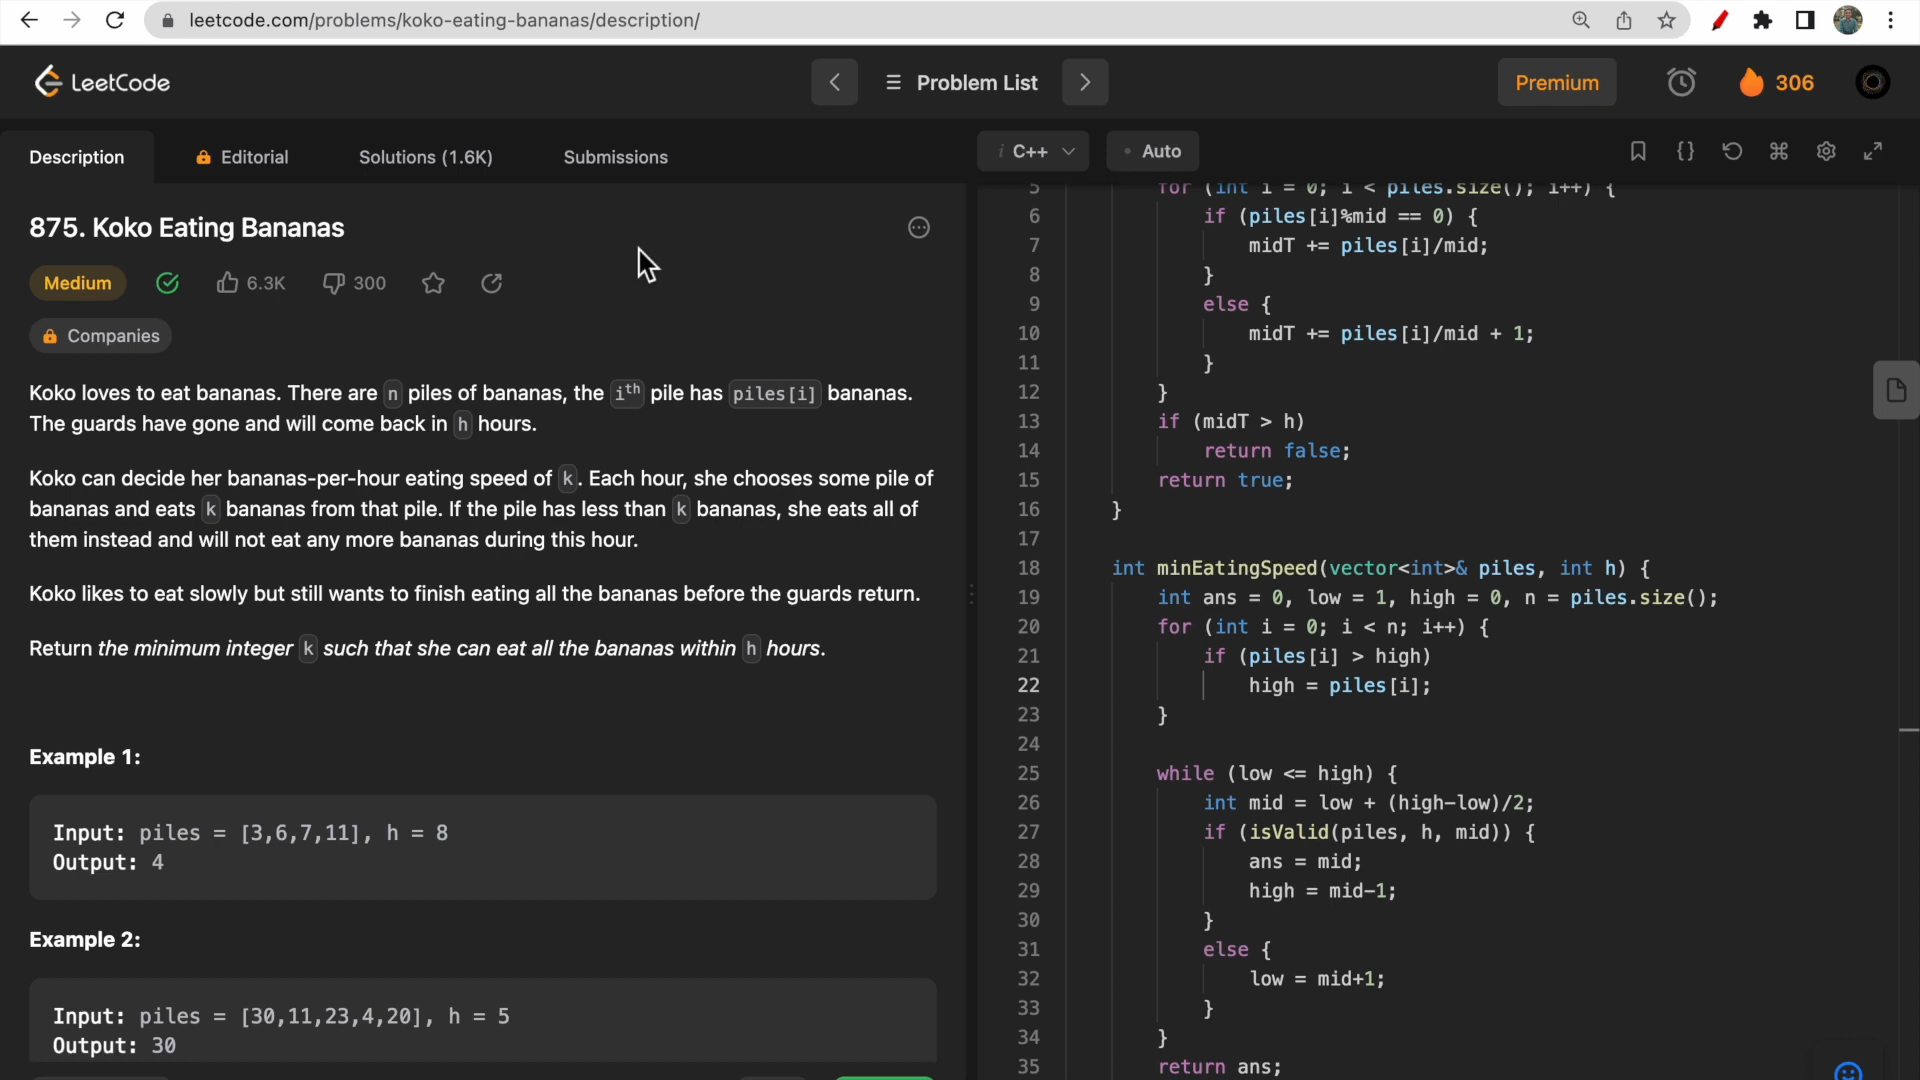 leetcode.com/problems/koko-eating-bananas/description/
LeetCode
Problem List
Premium
306
Description
Editorial
Solutions (1.6K)
Submissions
875. Koko Eating Bananas
Medium
6.3K
300
Companies
Koko loves to eat bananas. There are n piles of bananas, the ith pile has piles[i] bananas.
The guards have gone and will come back in h hours.
Koko can decide her bananas-per-hour eating speed of k. Each hour, she chooses some pile of
bananas and eats k bananas from that pile. If the pile has less than k bananas, she eats all of
them instead and will not eat any more bananas during this hour.
Koko likes to eat slowly but still wants to finish eating all the bananas before the guards return.
Return the minimum integer k such that she can eat all the bananas within h hours.
Example 1:
Input: piles = [3,6,7,11], h = 8
Output: 4
Example 2:
Input: piles = [30,11,23,4,20], h = 5
Output: 30
i C++
Auto
5 for (int i = 0; i < piles.size(); i++) {
6 if (piles[i]%mid == 0) {
7 midT += piles[i]/mid;
8 }
9 else {
10 midT += piles[i]/mid + 1;
11 }
12 }
13 if (midT > h)
14 return false;
15 return true;
16 }
17
18 int minEatingSpeed(vector<int>& piles, int h) {
19 int ans = 0, low = 1, high = 0, n = piles.size();
20 for (int i = 0; i < n; i++) {
21 if (piles[i] > high)
22 high = piles[i];
23 }
24
25 while (low <= high) {
26 int mid = low + (high-low)/2;
27 if (isValid(piles, h, mid)) {
28 ans = mid;
29 high = mid-1;
30 }
31 else {
32 low = mid+1;
33 }
34 }
35 return ans;